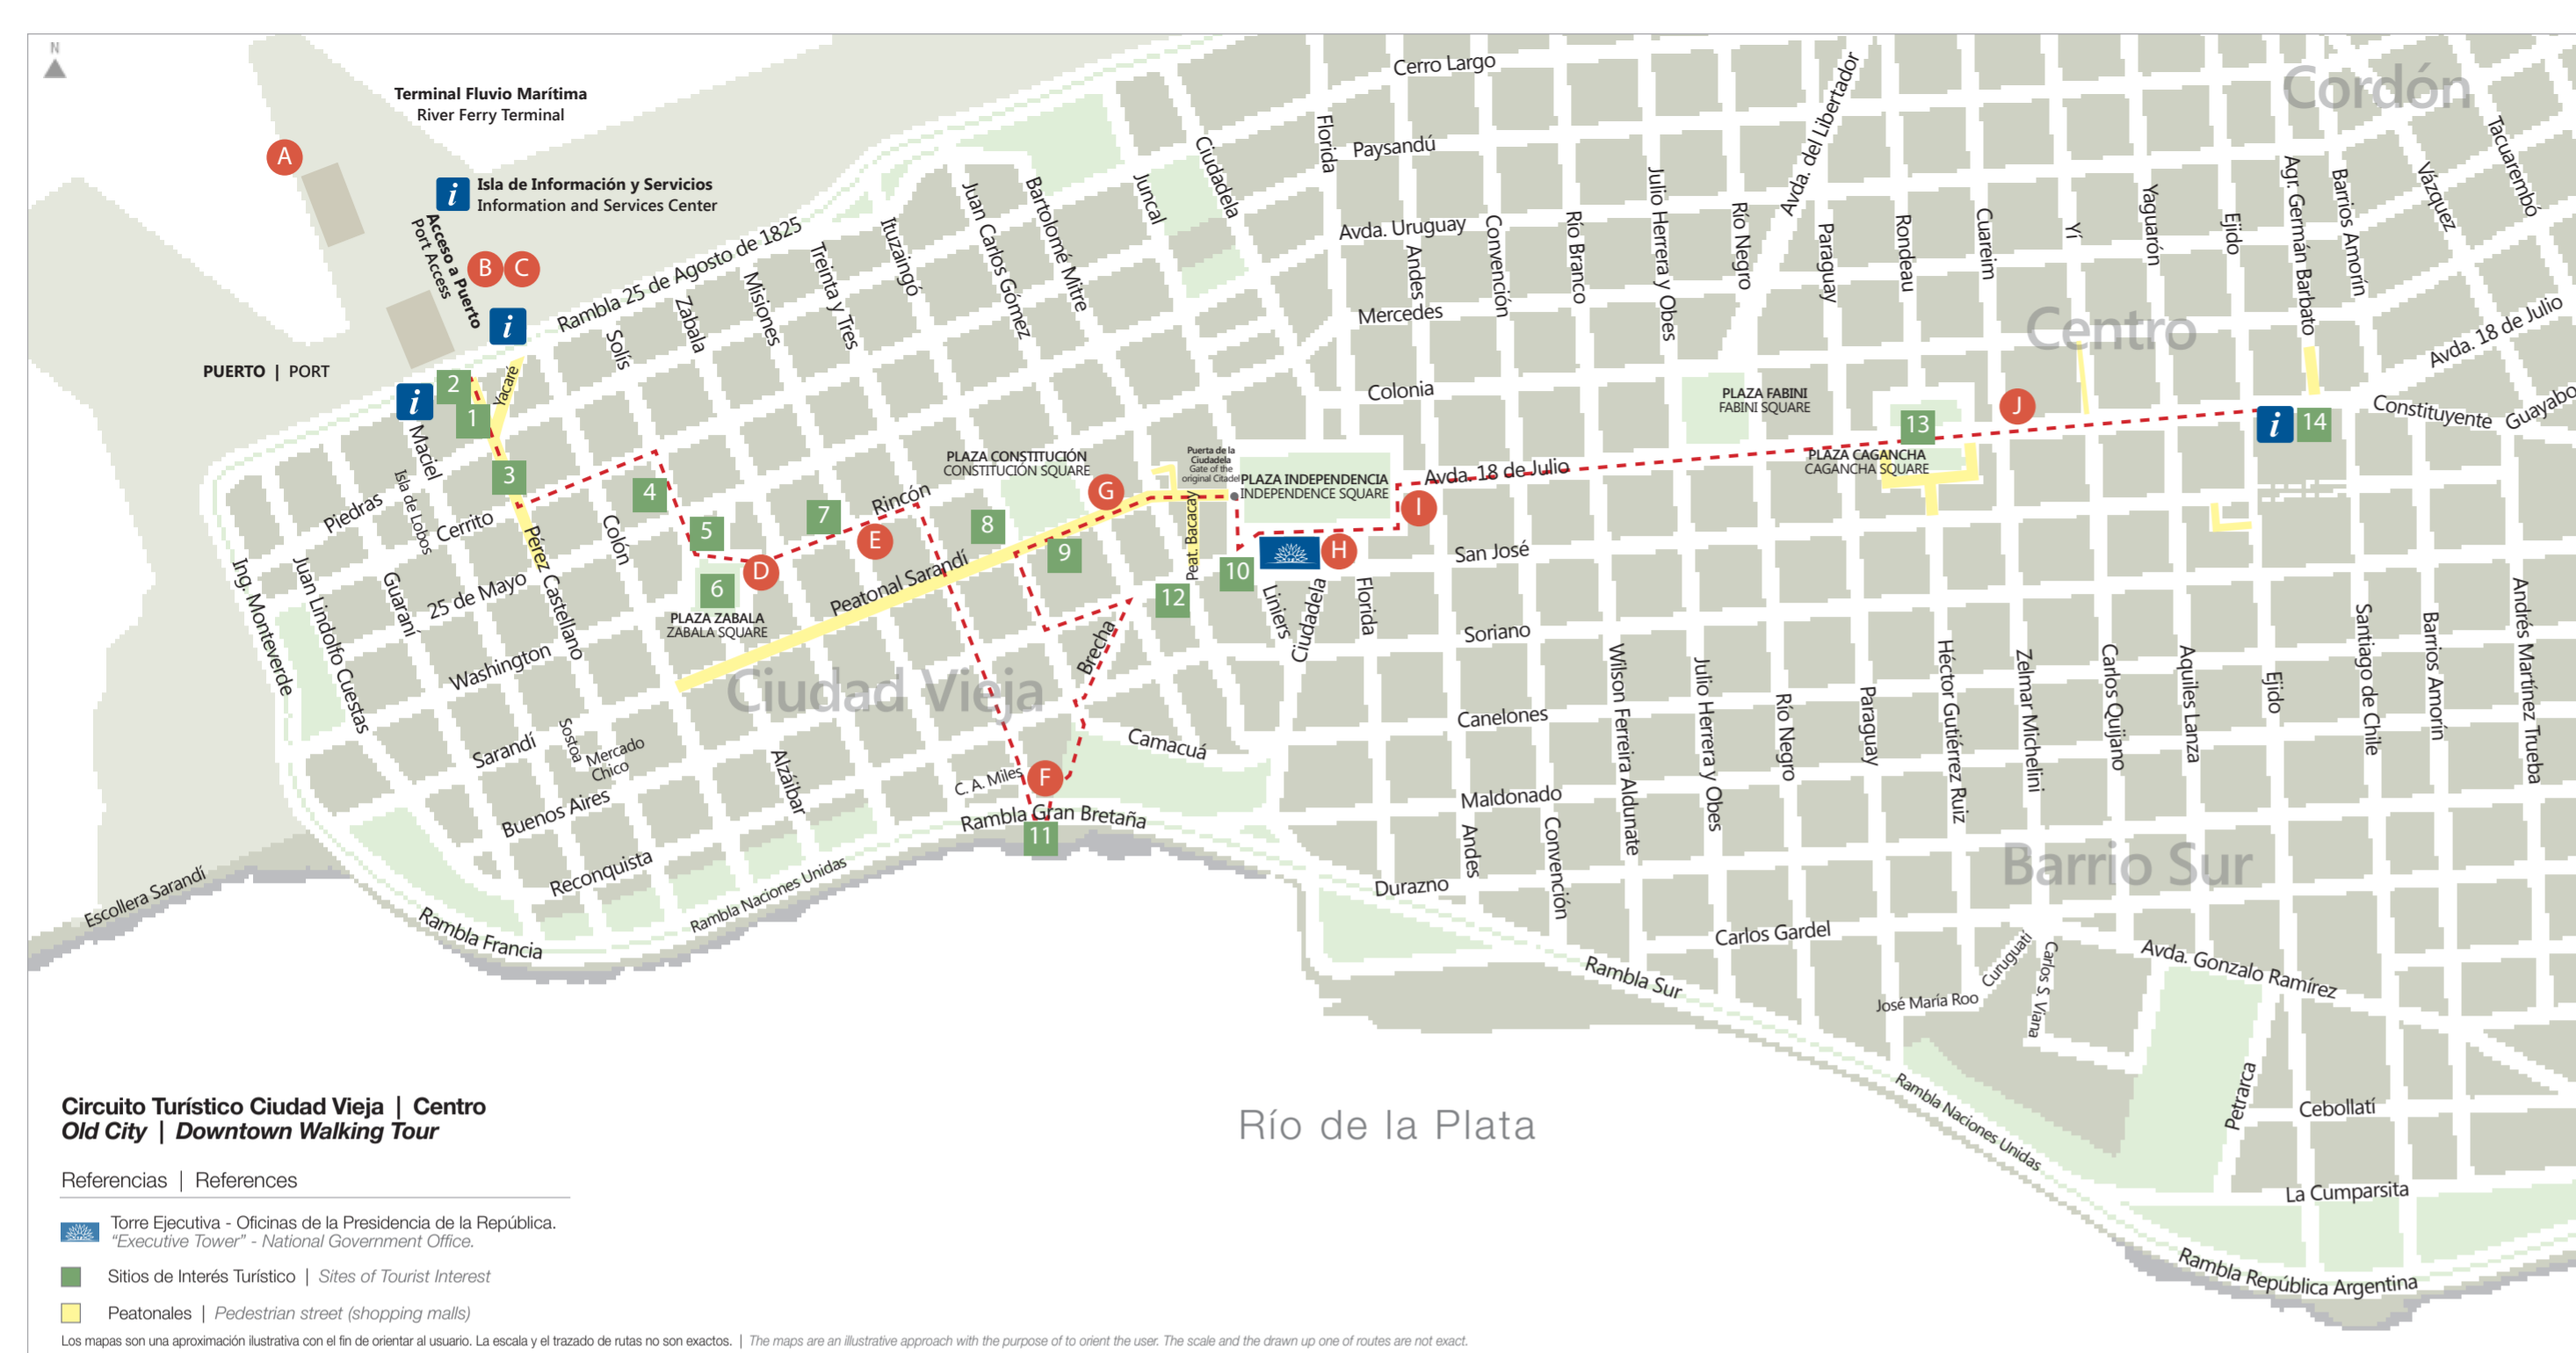 N
Cerro Largo
Cordón
Terminal Fluvio Marítima
River Ferry Terminal
Avda. del Libertador
Florida
Paysandú
Ciudadela
Tacuarembó
A
i
Isla de Información y Servicios
Information and Services Center
Acceso a Puerto
Port Access
B
C
Rambla 25 de Agosto de 1825
Ituzaingó
Juan Carlos Gómez
Bartolomé Mitre
Juncal
Treinta y Tres
Misiones
Zabala
Solís
Avda. Uruguay
Andes
Convención
Río Branco
Julio Herrera y Obes
Río Negro
Paraguay
Rondeau
Cuareim
Yí
Yaguarón
Ejido
Agr. Germán Barbato
Barrios Amorín
Vázquez
Mercedes
Centro
Avda. 18 de Julio
i
PUERTO | PORT
2
i
1
Yacaré
Maciel
Colonia
PLAZA FABINI
FABINI SQUARE
J
13
i
14
Constituyente
Guayabo
3
4
PLAZA CONSTITUCIÓN
CONSTITUCIÓN SQUARE
Puerta de la
Ciudadela
Gate of the
original Citadel
PLAZA INDEPENDENCIA
INDEPENDENCE SQUARE
Avda. 18 de Julio
PLAZA CAGANCHA
CAGANCHA SQUARE
G
I
Piedras
Isla de Lobos
Cerrito
Colón
5
7
Rincón
E
8
9
Peat. Bacacay
10
H
San José
Ing. Monteverde
Juan Lindolfo Cuestas
Guaraní
25 de Mayo
Pérez Castellano
6
D
PLAZA ZABALA
ZABALA SQUARE
Peatonal Sarandí
12
Liniers
Ciudadela
Florida
Soriano
Washington
Brecha
Ciudad Vieja
Wilson Ferreira Aldunate
Julio Herrera y Obes
Río Negro
Paraguay
Héctor Gutiérrez Ruiz
Zelmar Michelini
Carlos Quijano
Aquiles Lanza
Ejido
Santiago de Chile
Barrios Amorín
Andrés Martínez Trueba
Canelones
Sarandí
Sostoa
Mercado
Chico
Alzáibar
C. A. Miles
F
Camacuá
Buenos Aires
Rambla Gran Bretaña
11
Maldonado
Andes
Convención
Barrio Sur
Reconquista
Rambla Naciones Unidas
Durazno
Escollera Sarandí
Rambla Francia
Carlos Gardel
Rambla Sur
José María Roo
Curuguatí
Carlos S. Viana
Avda. Gonzalo Ramírez
Petrarca
Cebollatí
Rambla Naciones Unidas
La Cumparsita
Rambla República Argentina
Río de la Plata
Circuito Turístico Ciudad Vieja | Centro
Old City | Downtown Walking Tour
Referencias | References
Torre Ejecutiva - Oficinas de la Presidencia de la República.
“Executive Tower” - National Government Office.
Sitios de Interés Turístico | Sites of Tourist Interest
Peatonales | Pedestrian street (shopping malls)
Los mapas son una aproximación ilustrativa con el fin de orientar al usuario. La escala y el trazado de rutas no son exactos. | The maps are an illustrative approach with the purpose of to orient the user. The scale and the drawn up one of routes are not exact.